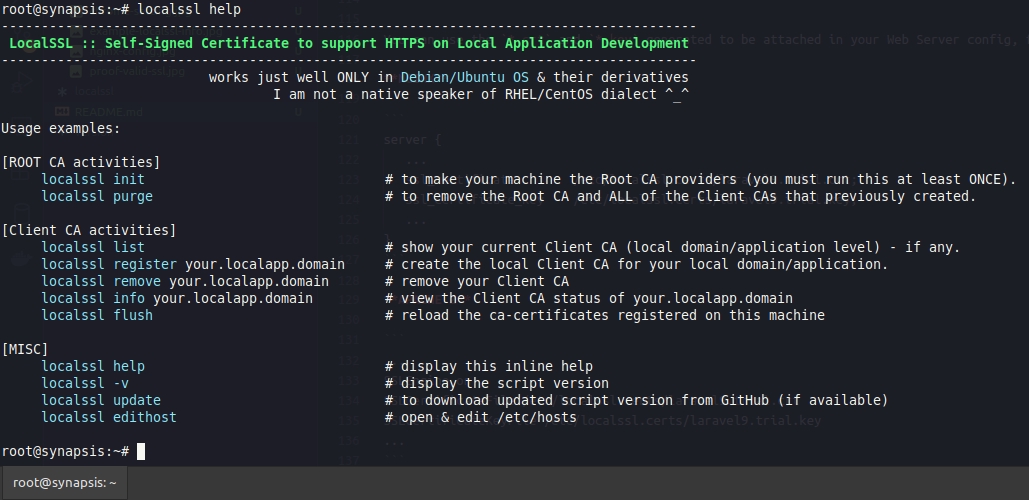 root@synapsis:~# localssl help
---------------------------------------------------------------------------------------
LocalSSL :: Self-Signed Certificate to support HTTPS on Local Application Development
---------------------------------------------------------------------------------------
works just well ONLY in Debian/Ubuntu OS & their derivatives
I am not a native speaker of RHEL/CentOS dialect ^_^
Usage examples:
[ROOT CA activities]
localssl init # to make your machine the Root CA providers (you must run this at least ONCE).
localssl purge # to remove the Root CA and ALL of the Client CAs that previously created.
[Client CA activities]
localssl list # show your current Client CA (local domain/application level) - if any.
localssl register your.localapp.domain # create the local Client CA for your local domain/application.
localssl remove your.localapp.domain # remove your Client CA
localssl info your.localapp.domain # view the Client CA status of your.localapp.domain
localssl flush # reload the ca-certificates registered on this machine
[MISC]
localssl help # display this inline help
localssl -v # display the script version
localssl update # to download updated script version from GitHub (if available)
localssl edithost # open & edit /etc/hosts
root@synapsis:~#
root@synapsis: ~